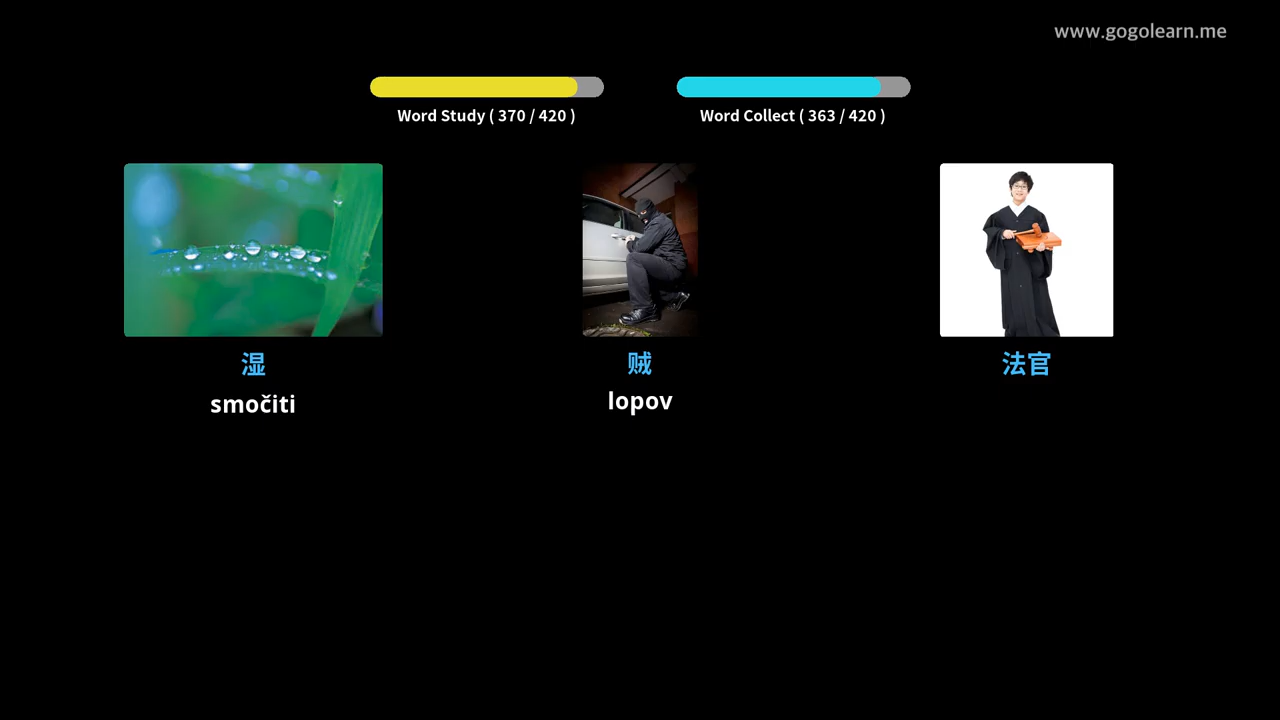 www.gogolearn.me
Word Study ( 370 / 420 )
Word Collect ( 363 / 420 )
湿
贼
法官
smočiti
lopov